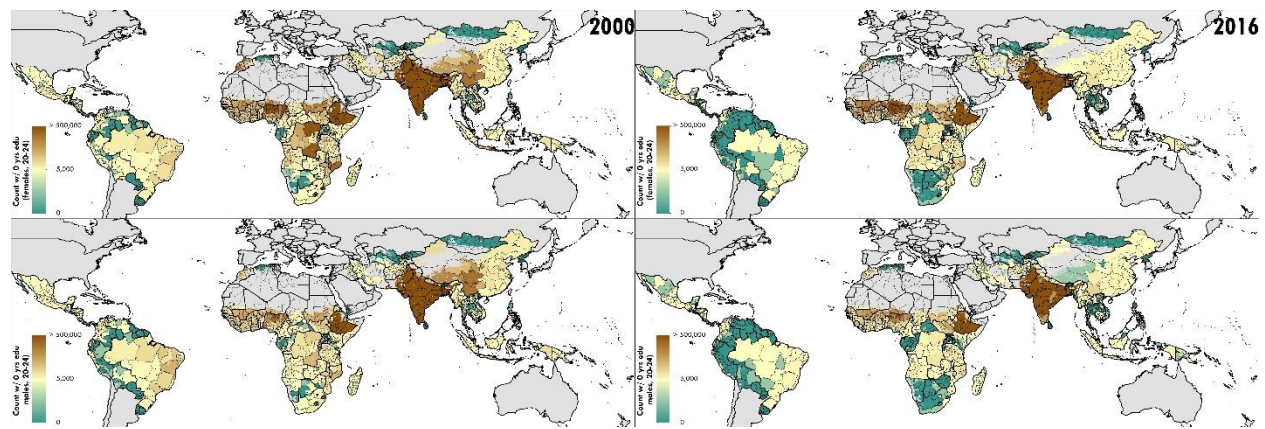 2000
> 500,000
5,000
0
Count w/ 0 yrs edu
(females, 20-24)
2016
> 500,000
5,000
0
Count w/ 0 yrs edu
(females, 20-24)
> 500,000
5,000
0
Count w/ 0 yrs edu
males, 20-24)
> 500,000
5,000
0
Count w/ 0 yrs edu
males, 20-24)